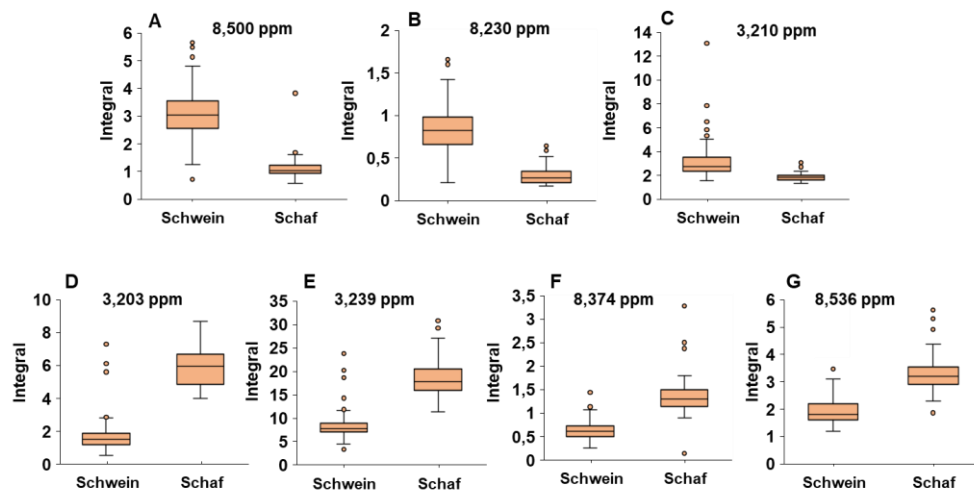 A
8,500 ppm
Integral
6
5
4
3
2
1
0
Schwein
Schaf
B
8,230 ppm
Integral
2
1,5
1
0,5
0
Schwein
Schaf
C
3,210 ppm
Integral
14
12
10
8
6
4
2
0
Schwein
Schaf
D
3,203 ppm
Integral
10
8
6
4
2
0
Schwein
Schaf
E
3,239 ppm
Integral
35
30
25
20
15
10
5
0
Schwein
Schaf
F
8,374 ppm
Integral
3,5
3
2,5
2
1,5
1
0,5
0
Schwein
Schaf
G
8,536 ppm
Integral
6
5
4
3
2
1
0
Schwein
Schaf